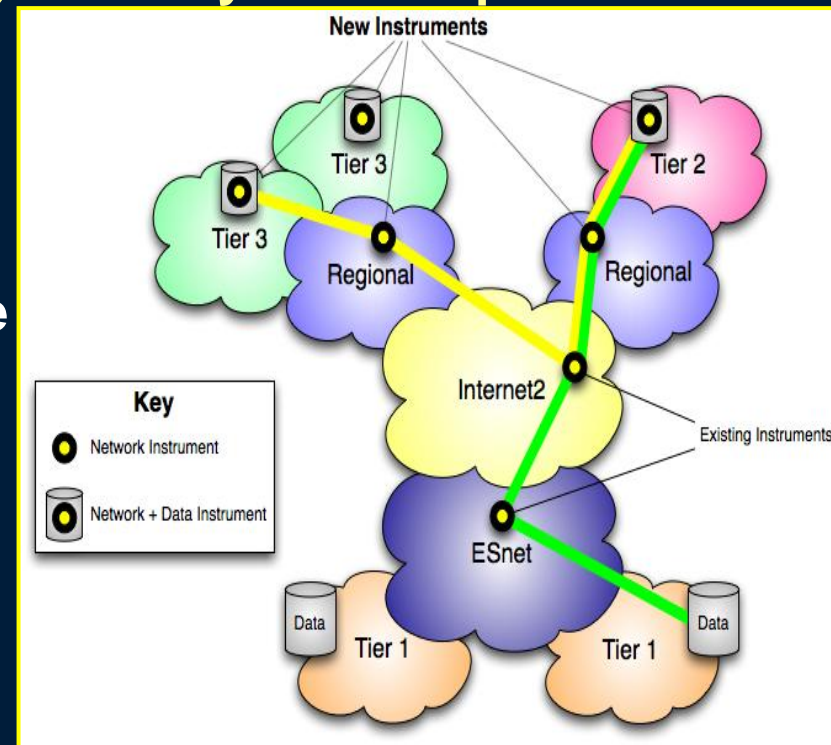 New Instruments
Tier 3
Tier 2
Tier 3
Regional
Regional
Internet2
Key
Network Instrument
Network + Data Instrument
Existing Instruments
ESnet
Data
Tier 1
Tier 1
Data